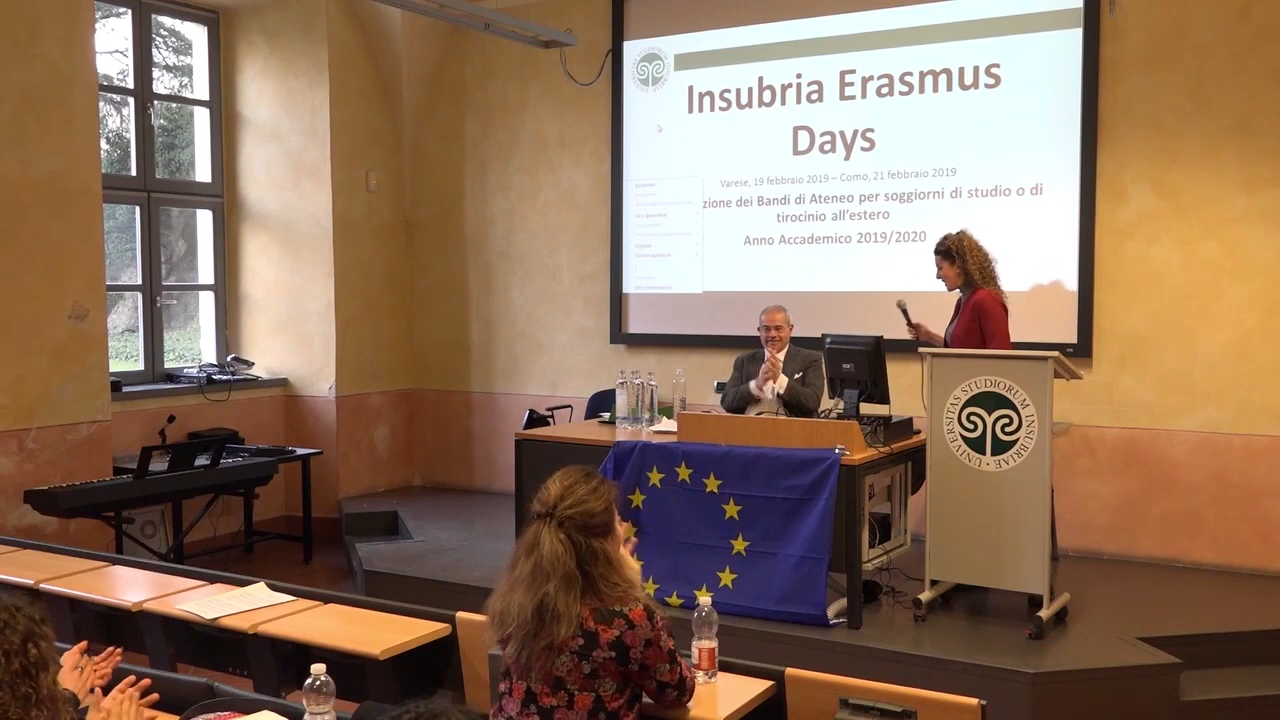 Insubria Erasmus
Days
Varese, 19 febbraio 2019 – Como, 21 febbraio 2019
zione dei Bandi di Ateneo per soggiorni di studio o di
tirocinio all'estero
Anno Accademico 2019/2020
UNIVERSITAS STUDIORUM INSUBRIAE